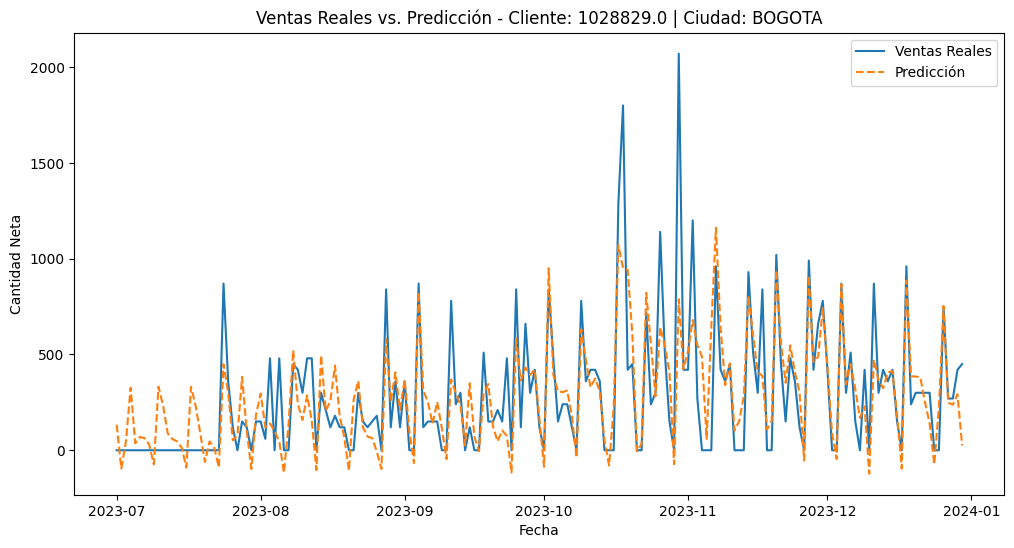 Ventas Reales vs. Predicción - Cliente: 1028829.0 | Ciudad: BOGOTA
Ventas Reales
Predicción
Cantidad Neta
2000
1500
1000
500
0
2023-07
2023-08
2023-09
2023-10
2023-11
2023-12
2024-01
Fecha